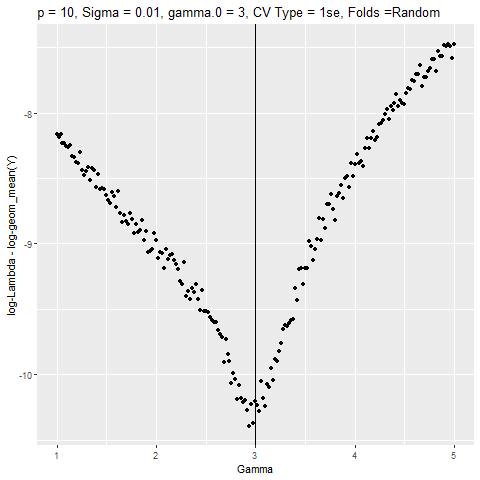 p = 10, Sigma = 0.01, gamma.0 = 3, CV Type = 1se, Folds =Random
log-Lambda - log-geom_mean(Y)
-8
-9
-10
1 2 3 4 5
Gamma